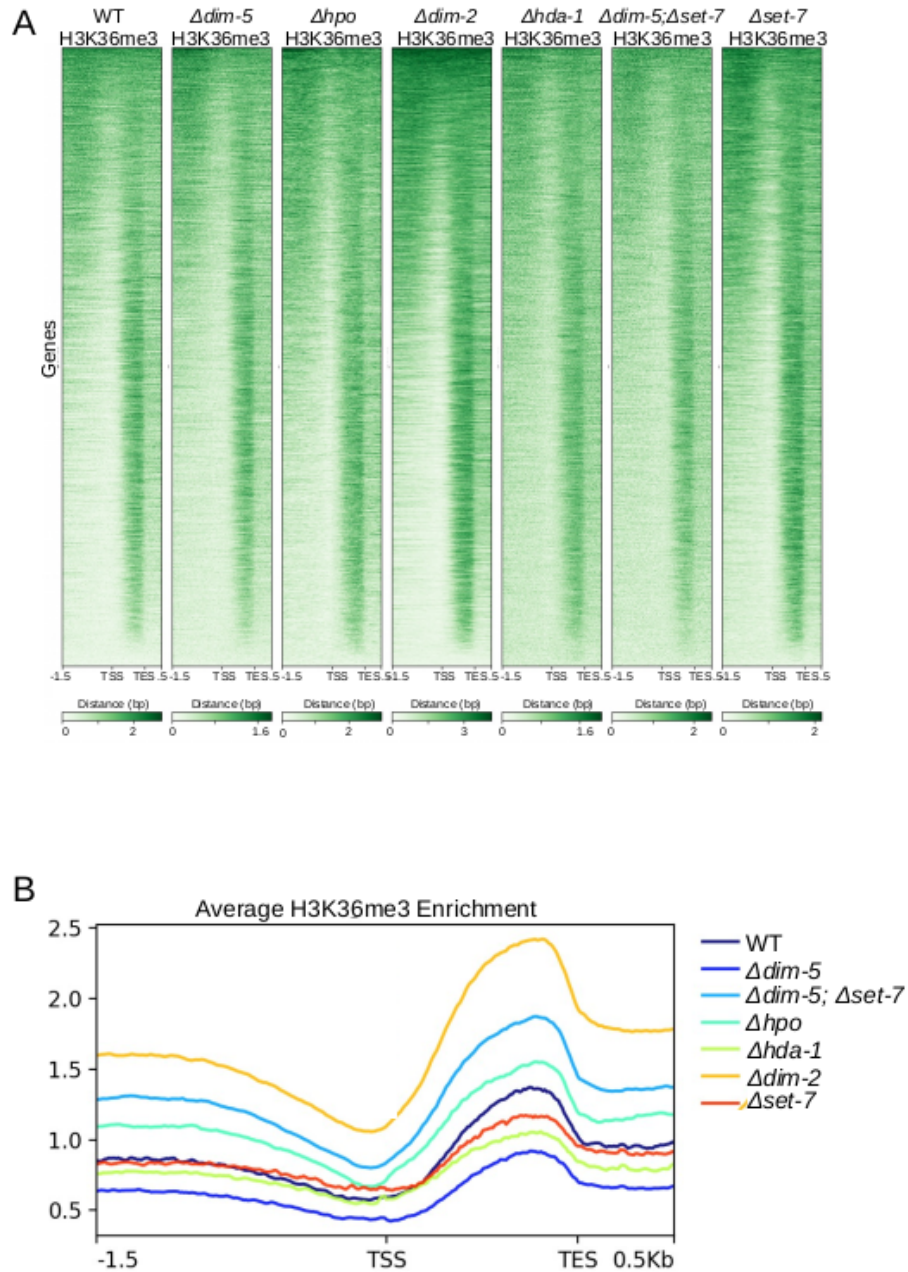 A
WT Δdim-5 Δhpo Δdim-2 Δhda-1 Δdim-5;Δset-7 Δset-7
H3K36me3 H3K36me3 H3K36me3 H3K36me3 H3K36me3 H3K36me3 H3K36me3
Genes
-1.5 TSS TES.5-1.5 TSS TES.5-1.5 TSS TES.5-1.5 TSS TES.5-1.5 TSS TES.5-1.5 TSS TES.5-1.5 TSS TES.5
Distance (bp) Distance (bp) Distance (bp) Distance (bp) Distance (bp) Distance (bp) Distance (bp)
0 2 0 1.6 0 2 0 3 0 1.6 0 2 0 2
B
Average H3K36me3 Enrichment
2.5
2.0
1.5
1.0
0.5
-1.5 TSS TES 0.5Kb
WT
Δdim-5
Δdim-5; Δset-7
Δhpo
Δhda-1
Δdim-2
Δset-7